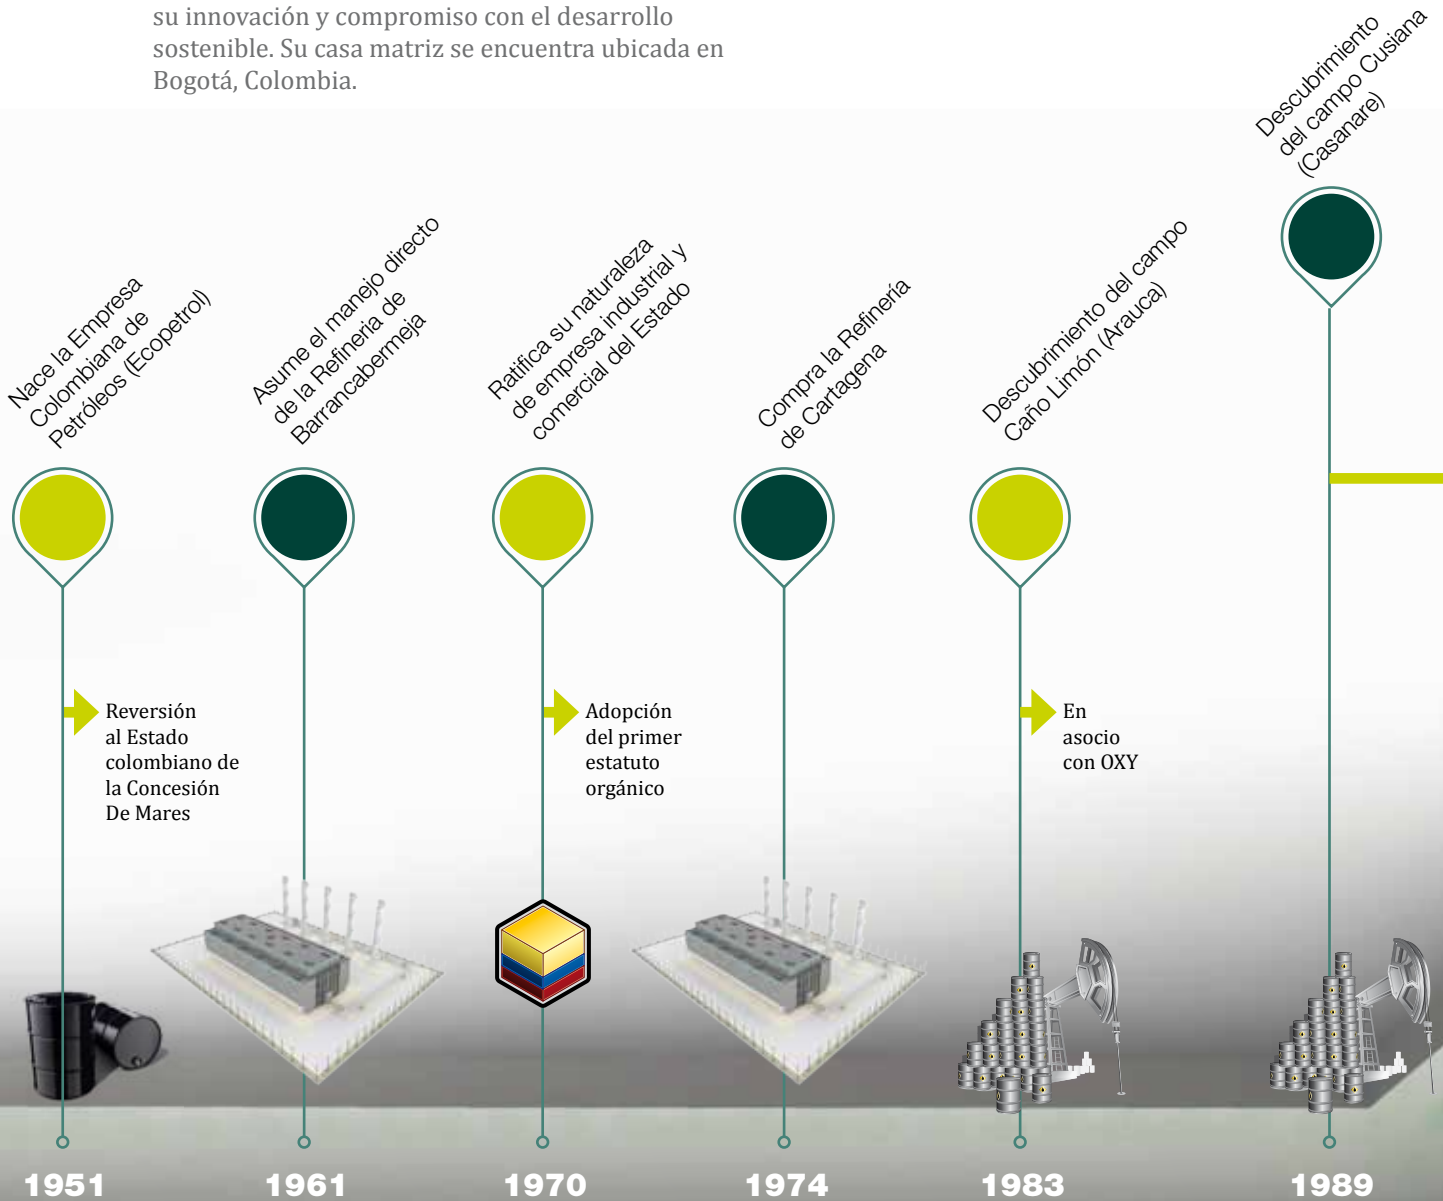 su innovación y compromiso con el desarrollo
sostenible. Su casa matriz se encuentra ubicada en
Bogotá, Colombia.
Nace la Empresa
Colombiana de
Petróleos (Ecopetrol)
Reversión
al Estado
colombiano de
la Concesión
De Mares
1951
Asume el manejo directo
de la Refinería de
Barrancabermeja
1961
Ratifica su naturaleza
de empresa industrial y
comercial del Estado
Adopción
del primer
estatuto
orgánico
1970
Compra la Refinería
de Cartagena
1974
Descubrimiento del campo
Caño Limón (Arauca)
En
asocio
con OXY
1983
Descubrimiento
del campo Cusiana
(Casanare)
1989